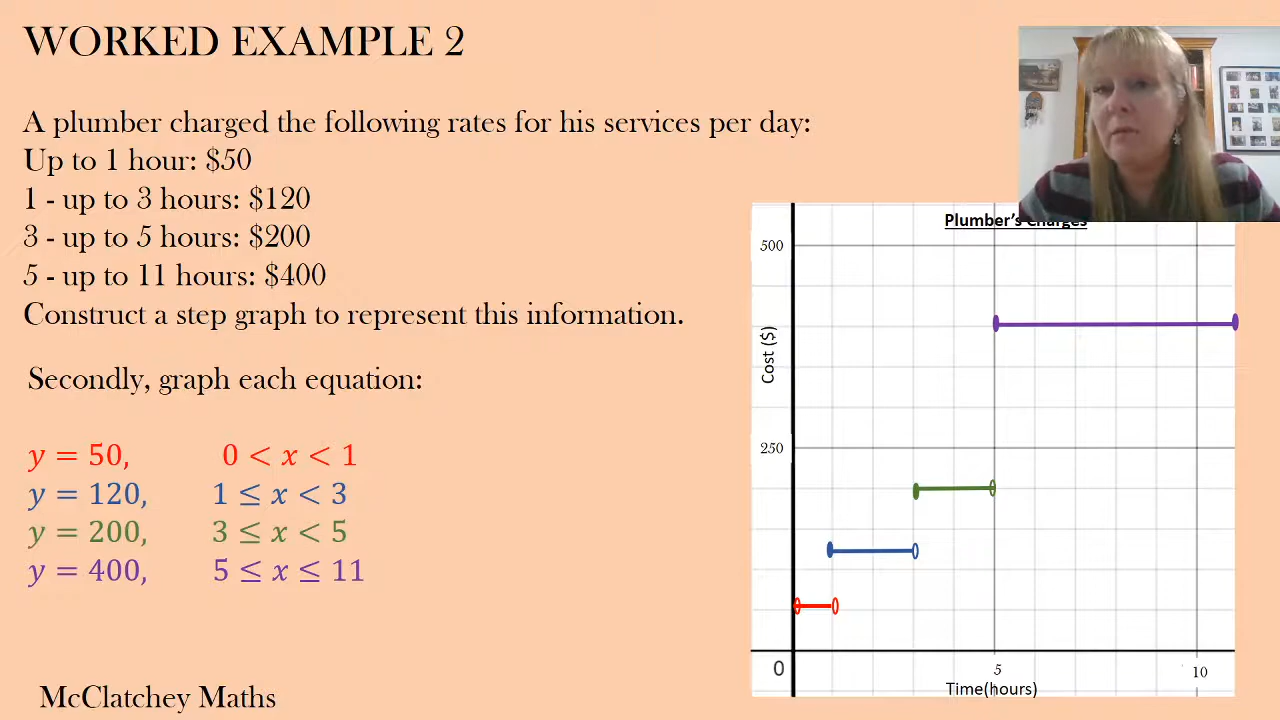 WORKED EXAMPLE 2
A plumber charged the following rates for his services per day:
Up to 1 hour: $50
1 - up to 3 hours: $120
3 - up to 5 hours: $200
5 - up to 11 hours: $400
Construct a step graph to represent this information.
Secondly, graph each equation:
y = 50, 0 < x < 1
y = 120, 1 ≤ x < 3
y = 200, 3 ≤ x < 5
y = 400, 5 ≤ x ≤ 11
McClatchey Maths
Plumber's Charges
500
Cost ($)
250
0
5
10
Time(hours)